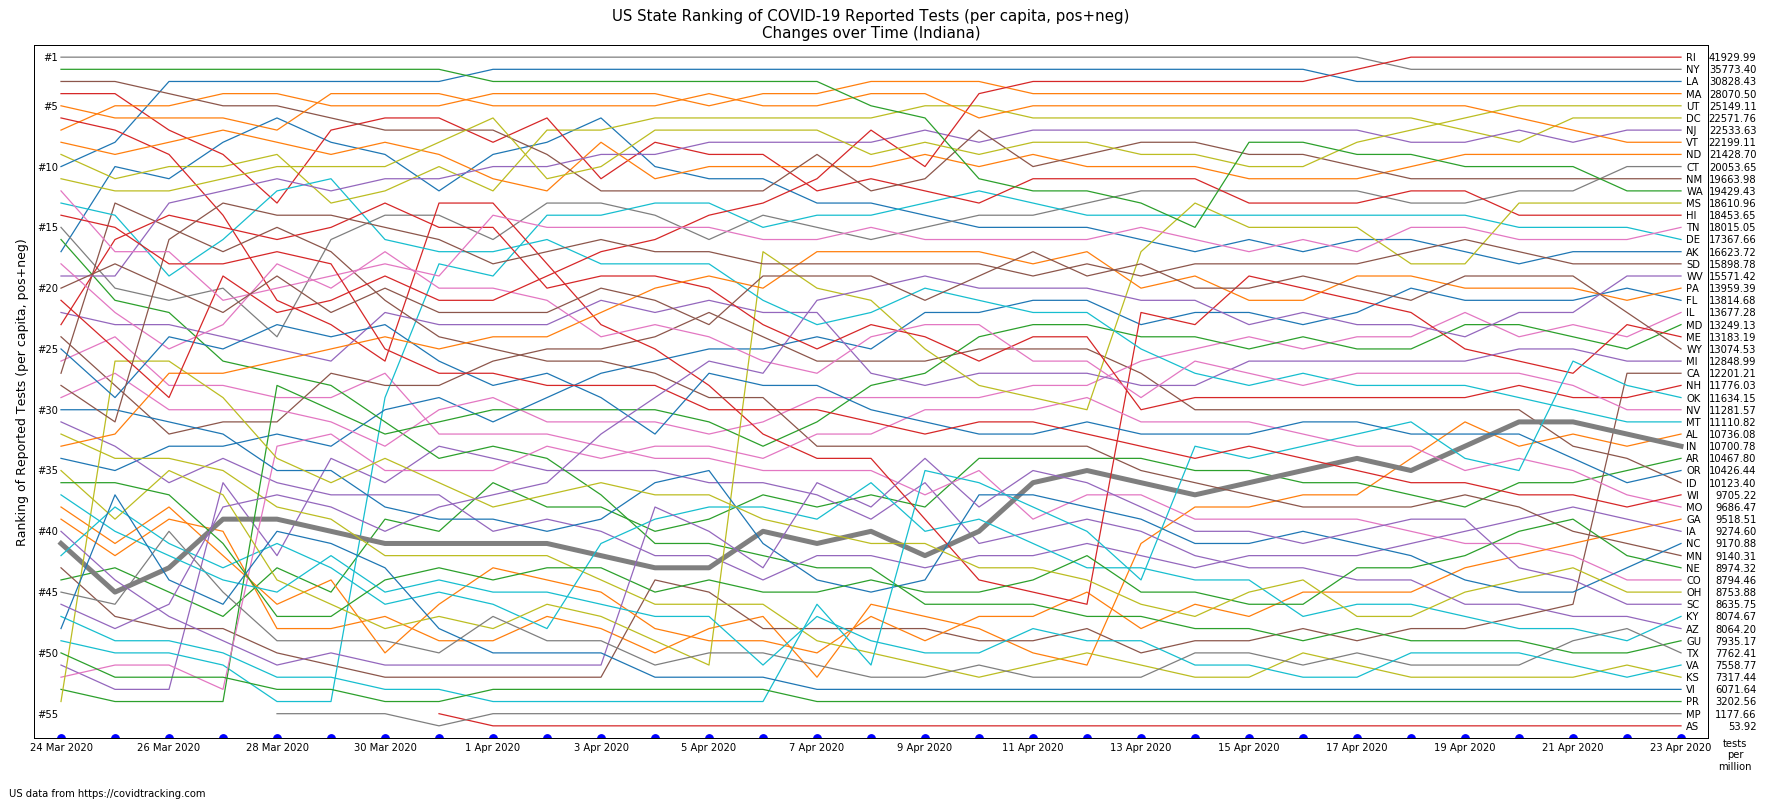 US State Ranking of COVID-19 Reported Tests (per capita, pos+neg)
Changes over Time (Indiana)
Ranking of Reported Tests (per capita, pos+neg)
#1
#5
#10
#15
#20
#25
#30
#35
#40
#45
#50
#55
RI 41929.99
NY 35773.40
LA 30828.43
MA 28070.50
UT 25149.11
DC 22571.76
NJ 22533.63
VT 22199.11
ND 21428.70
CT 20053.65
NM 19663.98
WA 19429.43
MS 18610.96
HI 18453.65
TN 18015.05
DE 17367.66
AK 16623.72
SD 15898.78
WV 15571.42
PA 13959.39
FL 13814.68
IL 13677.28
MD 13249.13
ME 13183.19
WY 13074.53
MI 12848.99
CA 12201.21
NH 11776.03
OK 11634.15
NV 11281.57
MT 11110.82
AL 10736.08
IN 10700.78
AR 10467.80
OR 10426.44
ID 10123.40
WI 9705.22
MO 9686.47
GA 9518.51
IA 9274.60
NC 9170.88
MN 9140.31
NE 8974.32
CO 8794.46
OH 8753.88
SC 8635.75
KY 8074.67
AZ 8064.20
GU 7935.17
TX 7762.41
VA 7558.77
KS 7317.44
VI 6071.64
PR 3202.56
MP 1177.66
AS 53.92
24 Mar 2020 26 Mar 2020 28 Mar 2020 30 Mar 2020 1 Apr 2020 3 Apr 2020 5 Apr 2020 7 Apr 2020 9 Apr 2020 11 Apr 2020 13 Apr 2020 15 Apr 2020 17 Apr 2020 19 Apr 2020 21 Apr 2020 23 Apr 2020
tests
per
million
US data from https://covidtracking.com